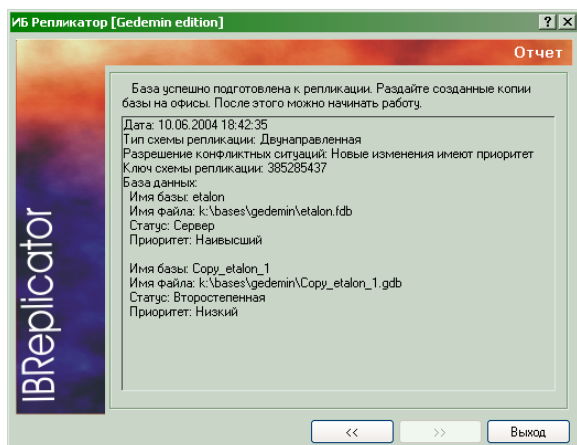 ИБ Репликатор [Gedemin edition]
Отчет
База успешно подготовлена к репликации. Раздайте созданные копии
базы на офисы. После этого можно начинать работу.
Дата: 10.06.2004 18:42:35
Тип схемы репликации: Двунаправленная
Разрешение конфликтных ситуаций: Новые изменения имеют приоритет
Ключ схемы репликации: 385285437
База данных:
Имя базы: etalon
Имя файла: k:\bases\gedemin\etalon.fdb
Статус: Сервер
Приоритет: Наивысший
Имя базы: Copy_etalon_1
Имя файла: k:\bases\gedemin\Copy_etalon_1.gdb
Статус: Второстепенная
Приоритет: Низкий
IBReplicator
<<
>>
Выход